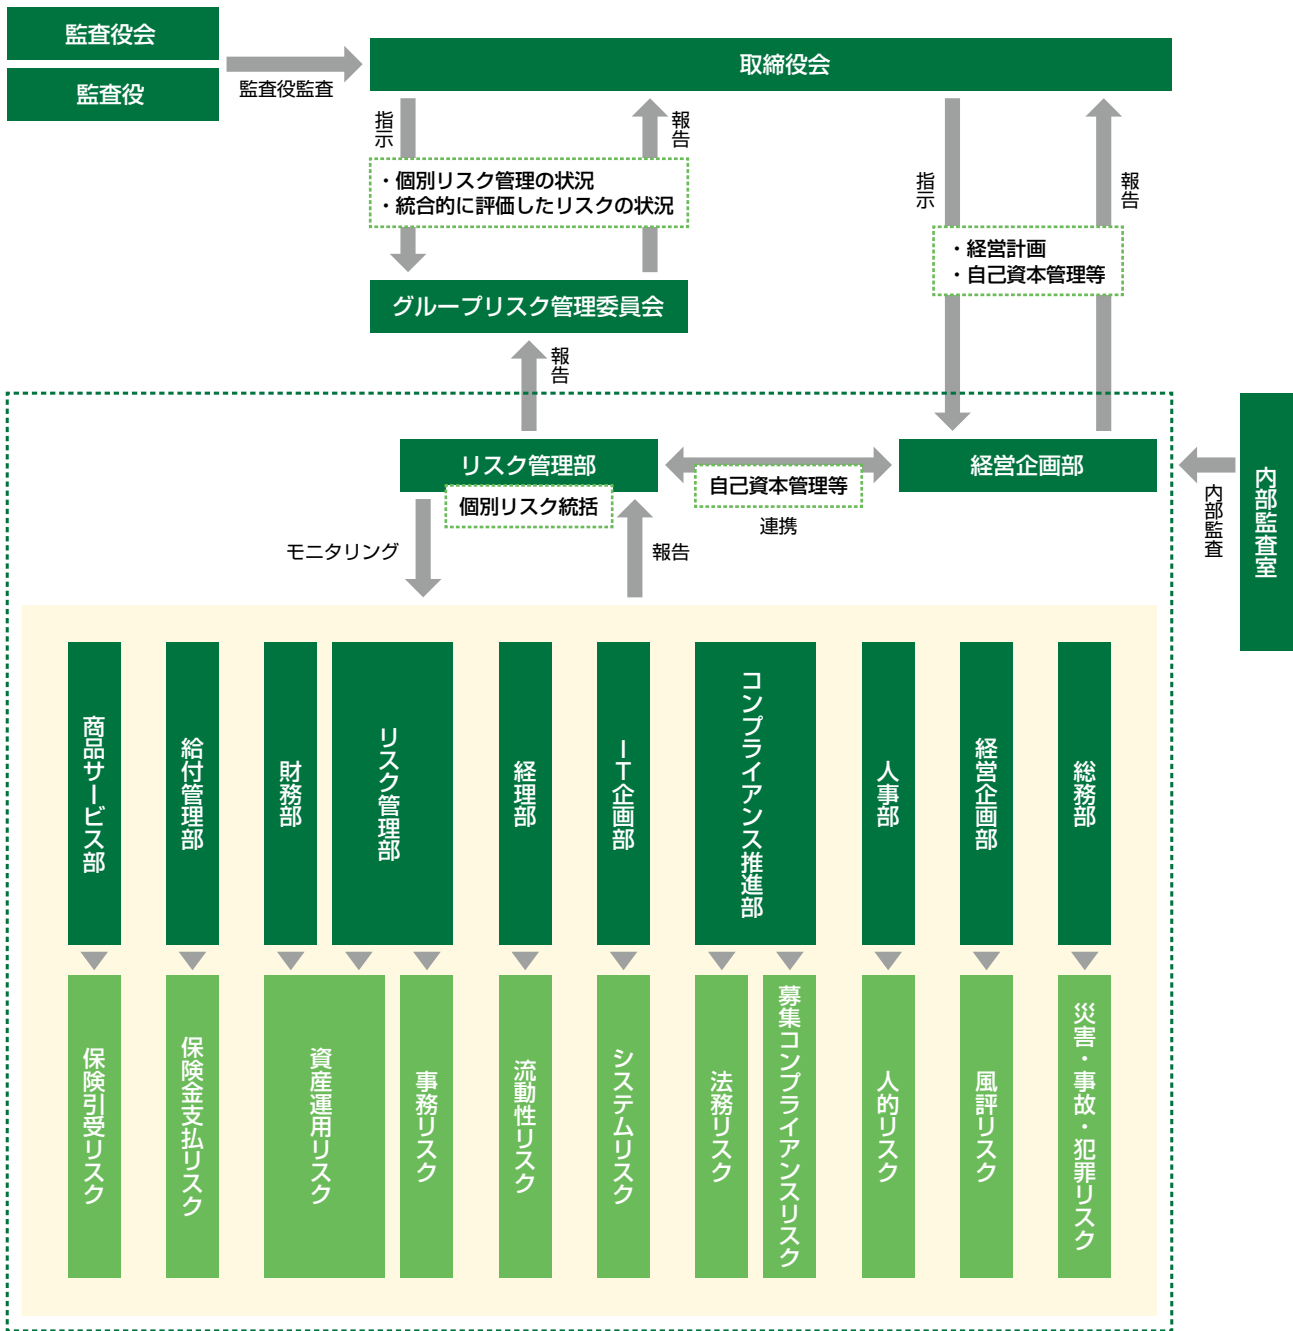 監査役会
監査役
監査役監査
取締役会
指示
報告
・個別リスク管理の状況
・統合的に評価したリスクの状況
指示
報告
・経営計画
・自己資本管理等
グループリスク管理委員会
報告
リスク管理部
個別リスク統括
自己資本管理等
連携
経営企画部
内部監査
内部監査室
モニタリング
報告
商品サービス部
給付管理部
財務部
リスク管理部
経理部
IT企画部
コンプライアンス推進部
人事部
経営企画部
総務部
保険引受リスク
保険金支払リスク
資産運用リスク
事務リスク
流動性リスク
システムリスク
法務リスク
募集コンプライアンスリスク
人的リスク
風評リスク
災害・事故・犯罪リスク